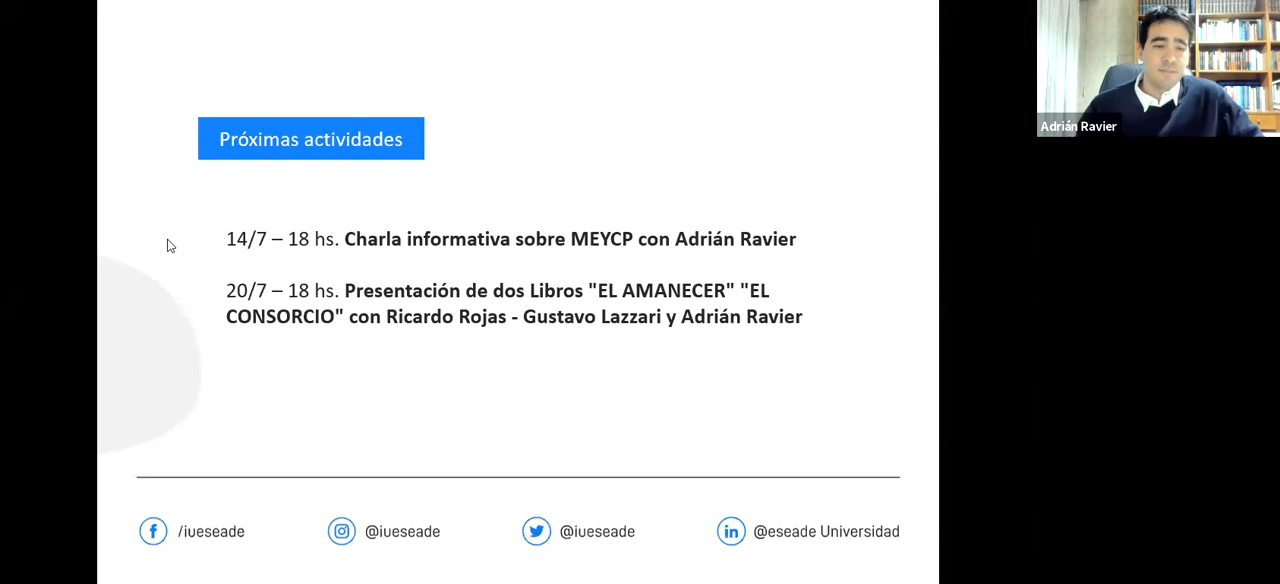 Adrián Ravier
Próximas actividades
14/7 – 18 hs. Charla informativa sobre MEYCP con Adrián Ravier
20/7 – 18 hs. Presentación de dos Libros "EL AMANECER" "EL
CONSORCIO" con Ricardo Rojas - Gustavo Lazzari y Adrián Ravier
/iueseade
@iueseade
@iueseade
@eseade Universidad